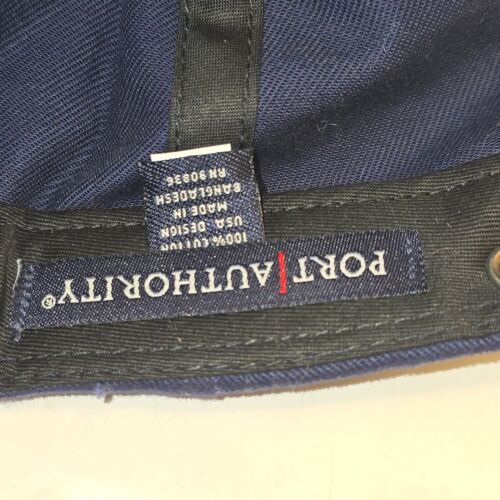 PORT AUTHORITY®
100% COTTON
USA DESIGN
MADE IN
BANGLADESH
RN 90836